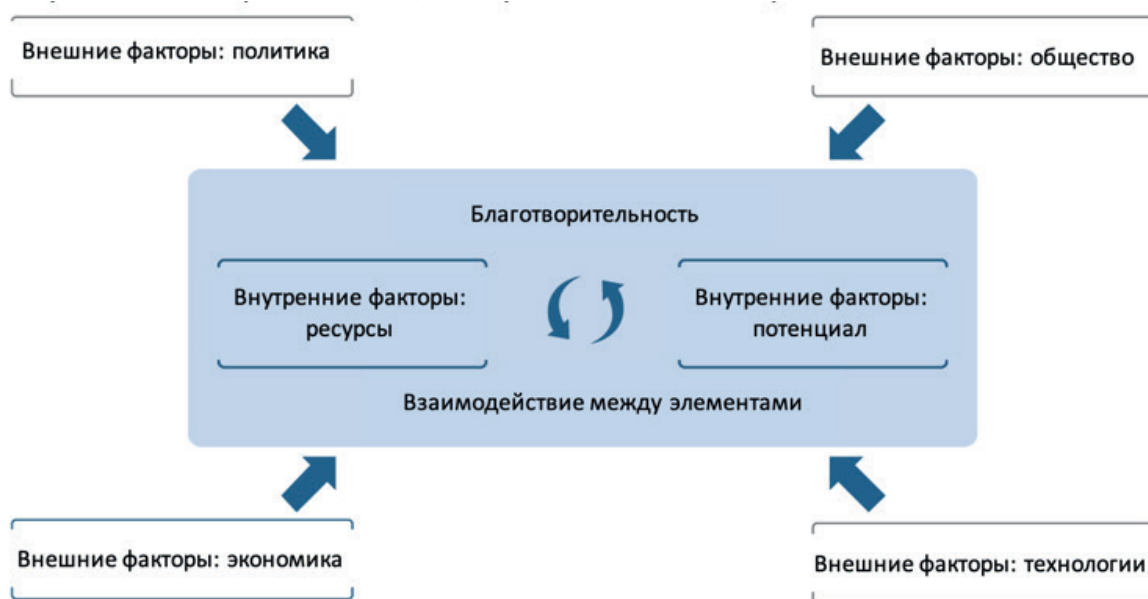 Внешние факторы: политика
Внешние факторы: общество
Благотворительность
Внутренние факторы:
ресурсы
Внутренние факторы:
потенциал
Взаимодействие между элементами
Внешние факторы: экономика
Внешние факторы: технологии